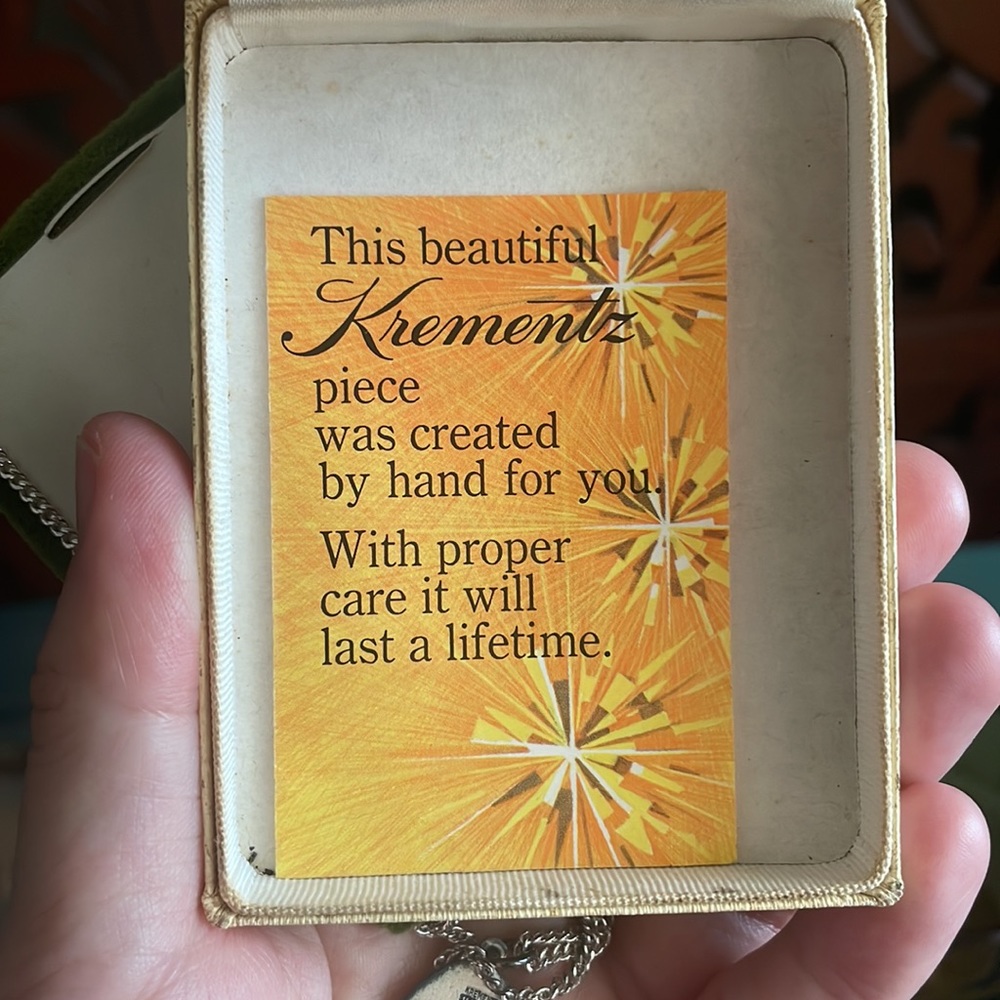 This beautiful
Krementz
piece
was created
by hand for you.
With proper
care it will
last a lifetime.